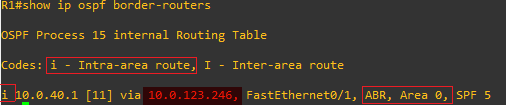 R1#show ip ospf border-routers
OSPF Process 15 internal Routing Table
Codes: i - Intra-area route, I - Inter-area route
i 10.0.40.1 [11] via 10.0.123.246, FastEthernet0/1, ABR, Area 0, SPF 5